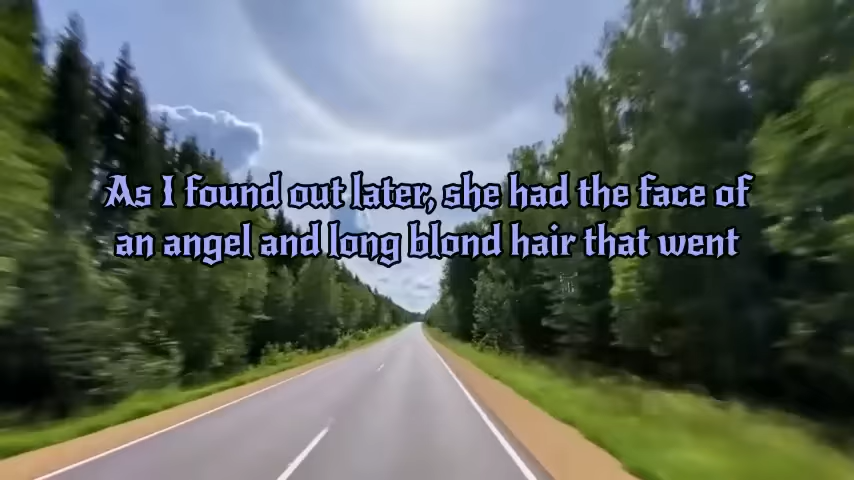 As I found out later, she had the face of
an angel and long blond hair that went